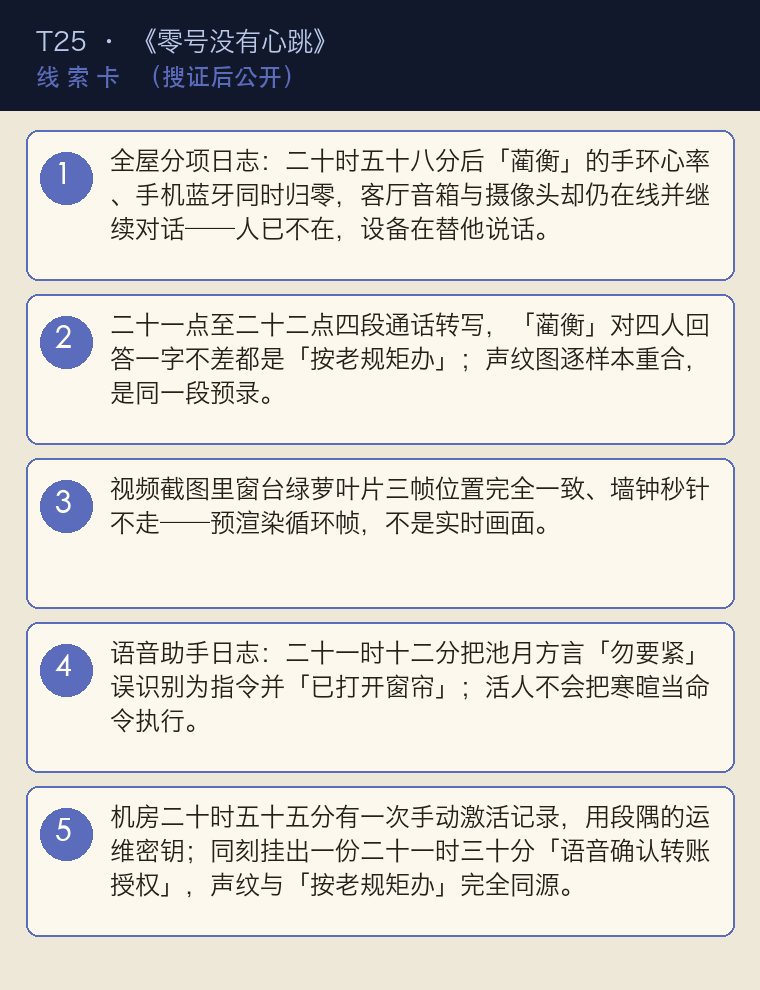 T25 · 《零号没有心跳》
线索卡 （搜证后公开）
1
全屋分项日志：二十时五十八分后「蔺衡」的手环心率
、手机蓝牙同时归零，客厅音箱与摄像头却仍在线并继
续对话——人已不在，设备在替他说话。
2
二十一点至二十二点四段通话转写，「蔺衡」对四人回
答一字不差都是「按老规矩办」；声纹图逐样本重合，
是同一段预录。
3
视频截图里窗台绿萝叶片三帧位置完全一致、墙钟秒针
不走——预渲染循环帧，不是实时画面。
4
语音助手日志：二十一时十二分把池月方言「勿要紧」
误识别为指令并「已打开窗帘」；活人不会把寒暄当命
令执行。
5
机房二十时五十五分有一次手动激活记录，用段隅的运
维密钥；同刻挂出一份二十一时三十分「语音确认转账
授权」，声纹与「按老规矩办」完全同源。